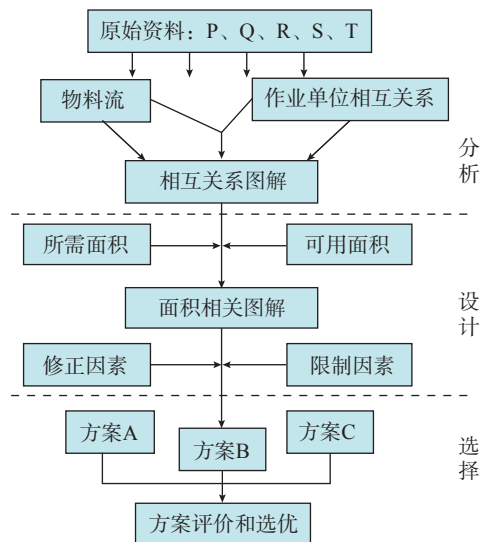 原始资料：P、Q、R、S、T
物料流
作业单位相互关系
相互关系图解
分析
所需面积
可用面积
面积相关图解
设计
修正因素
限制因素
方案A
方案B
方案C
选择
方案评价和选优